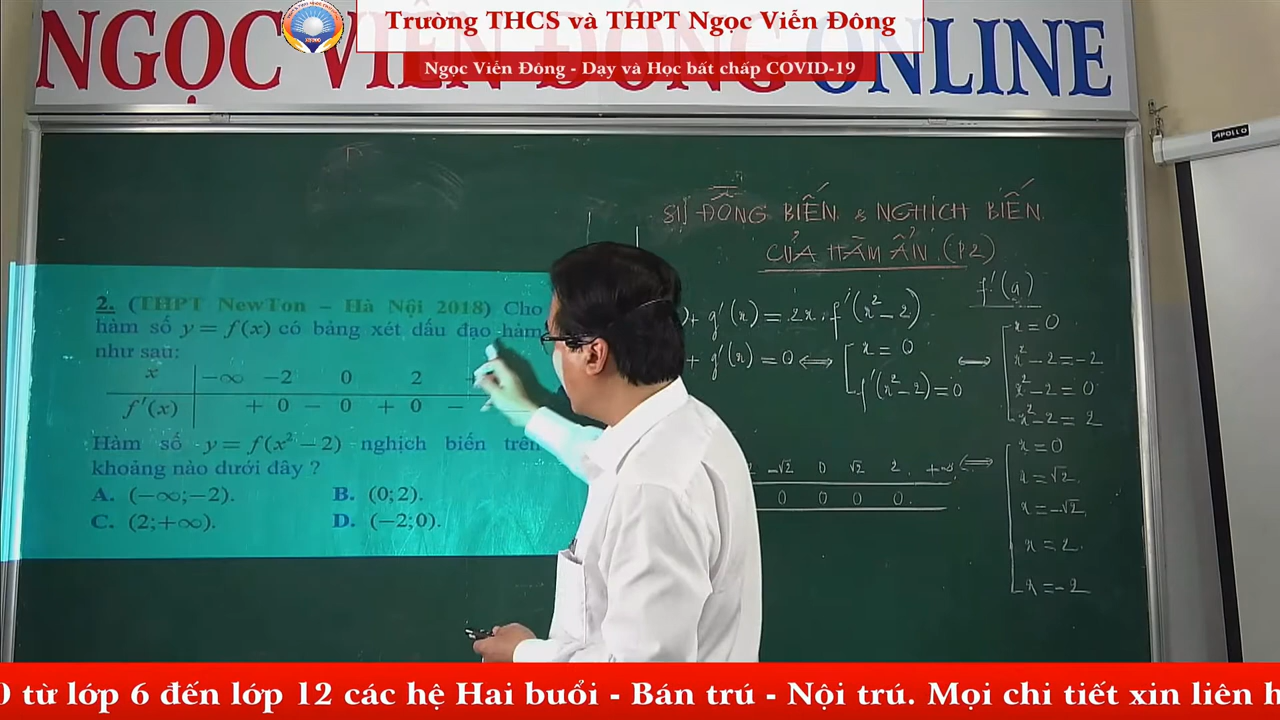 Trường THCS và THPT Ngọc Viễn Đông
NGỌC VIỄN ĐÔNG ONLINE
Ngọc Viễn Đông - Dạy và Học bất chấp COVID-19
APOLLO
SỰ ĐỒNG BIẾN & NGHỊCH BIẾN
CỦA HÀM ẨN. (P2)
2. (THPT NewTon – Hà Nội 2018) Cho
hàm số y = f(x) có bảng xét dấu đạo hàm
như sau:
x −∞ −2 0 2
f'(x) + 0 − 0 + 0 −
Hàm số y = f(x² − 2) nghịch biến trên
khoảng nào dưới đây ?
A. (−∞;−2). B. (0;2).
C. (2;+∞). D. (−2;0).
+ g'(x) = 2x. f'(x² − 2)
+ g'(x) = 0 ⟺ [ x = 0
f'(x² − 2) = 0
⟺ [ x = 0
x² − 2 = −2
x² − 2 = 0
x² − 2 = 2
−√2 0 √2 2 +∞
0 0 0 0
⟺ [ x = 0
x = √2
x = −√2
x = 2
x = −2
từ lớp 6 đến lớp 12 các hệ Hai buổi - Bán trú - Nội trú. Mọi chi tiết xin liên h